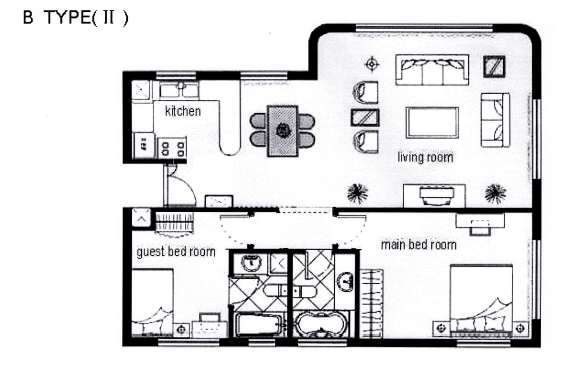 B TYPE(Ⅱ)
kitchen
living room
guest bed room
main bed room